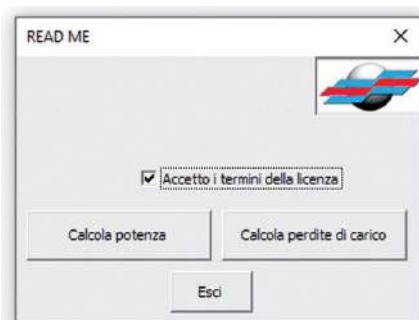 READ ME
Accetto i termini della licenza
Calcola potenza
Calcola perdite di carico
Esci